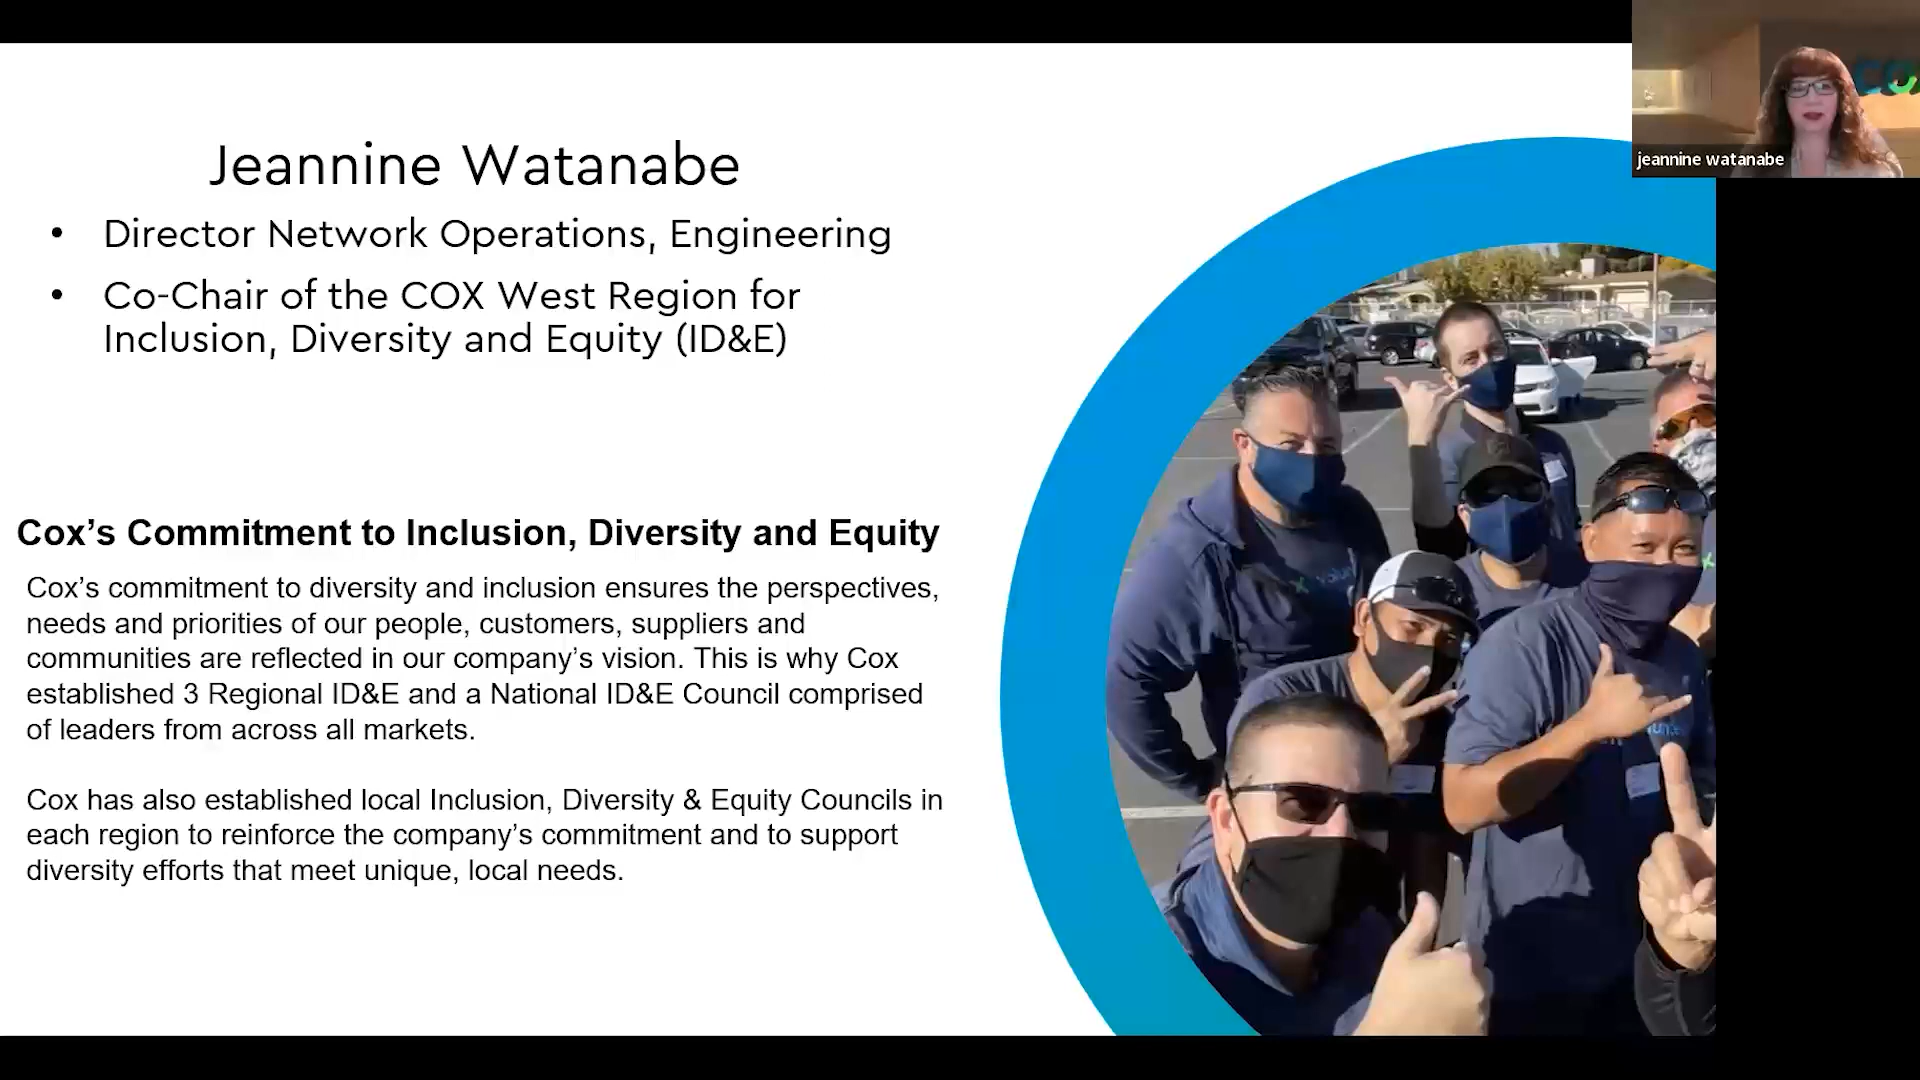 jeannine watanabe
Jeannine Watanabe
• Director Network Operations, Engineering
• Co-Chair of the COX West Region for
Inclusion, Diversity and Equity (ID&E)
Cox’s Commitment to Inclusion, Diversity and Equity
Cox’s commitment to diversity and inclusion ensures the perspectives,
needs and priorities of our people, customers, suppliers and
communities are reflected in our company’s vision. This is why Cox
established 3 Regional ID&E and a National ID&E Council comprised
of leaders from across all markets.
Cox has also established local Inclusion, Diversity & Equity Councils in
each region to reinforce the company’s commitment and to support
diversity efforts that meet unique, local needs.